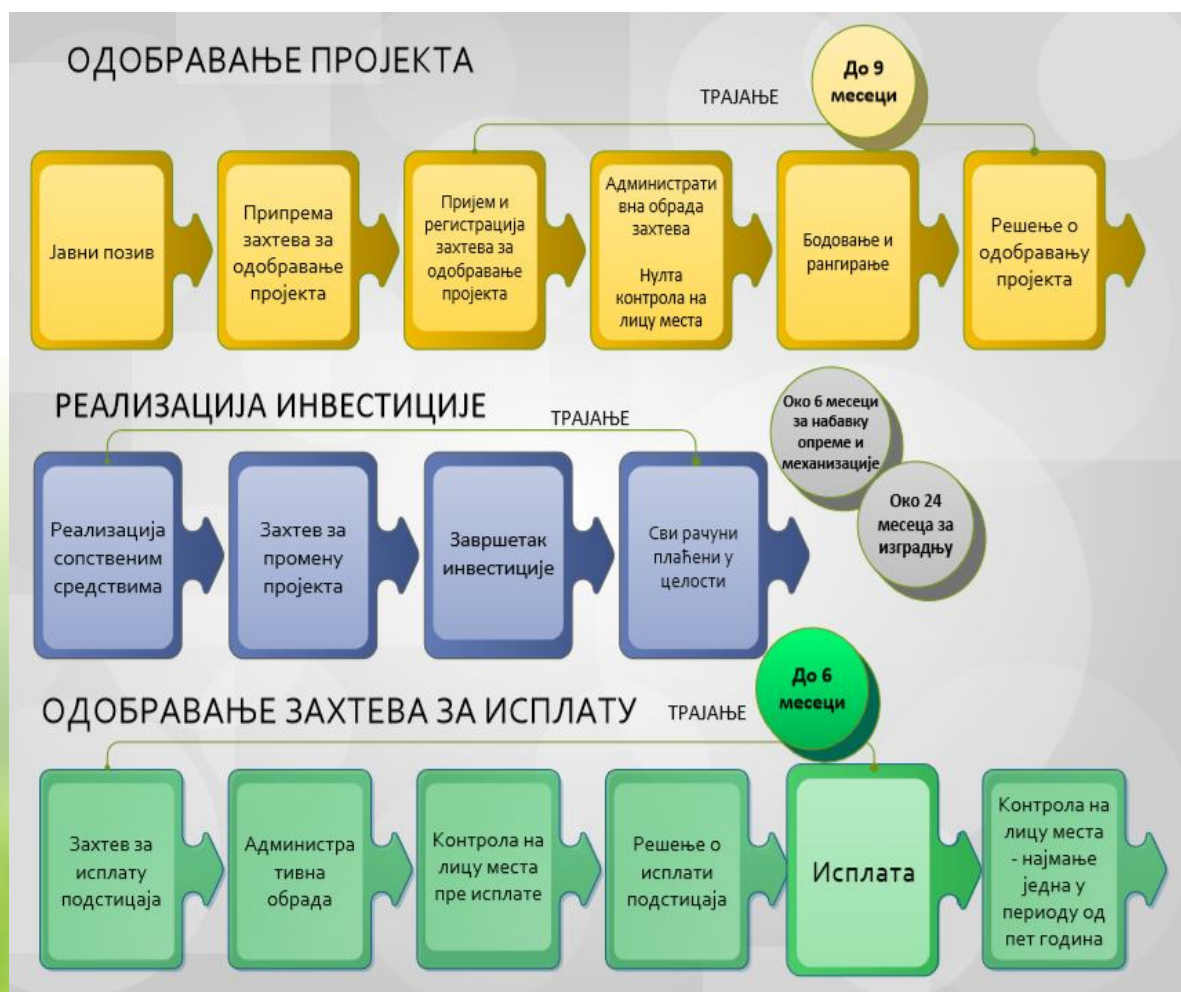 ОДОБРАВАЊЕ ПРОЈЕКТА
До 9
месеци
ТРАЈАЊЕ
Јавни позив
Припрема
захтева за
одобравање
пројекта
Пријем и
регистрација
захтева за
одобравање
пројекта
Администрати
вна обрада
захтева
Нулта
контрола на
лицу места
Бодовање и
рангирање
Решење о
одобравању
пројекта
РЕАЛИЗАЦИЈА ИНВЕСТИЦИЈЕ
ТРАЈАЊЕ
Око 6 месеци
за набавку
опреме и
механизације
Око 24
месеца за
изградњу
Реализација
сопственим
средствима
Захтев за
промену
пројекта
Завршетак
инвестиције
Сви рачуни
плаћени у
целости
ОДОБРАВАЊЕ ЗАХТЕВА ЗА ИСПЛАТУ
ТРАЈАЊЕ
До 6
месеци
Захтев за
исплату
подстицаја
Администра
тивна
обрада
Контрола на
лицу места
пре исплате
Решење о
исплати
подстицаја
Исплата
Контрола на
лицу места
- најмање
једна у
периоду од
пет година